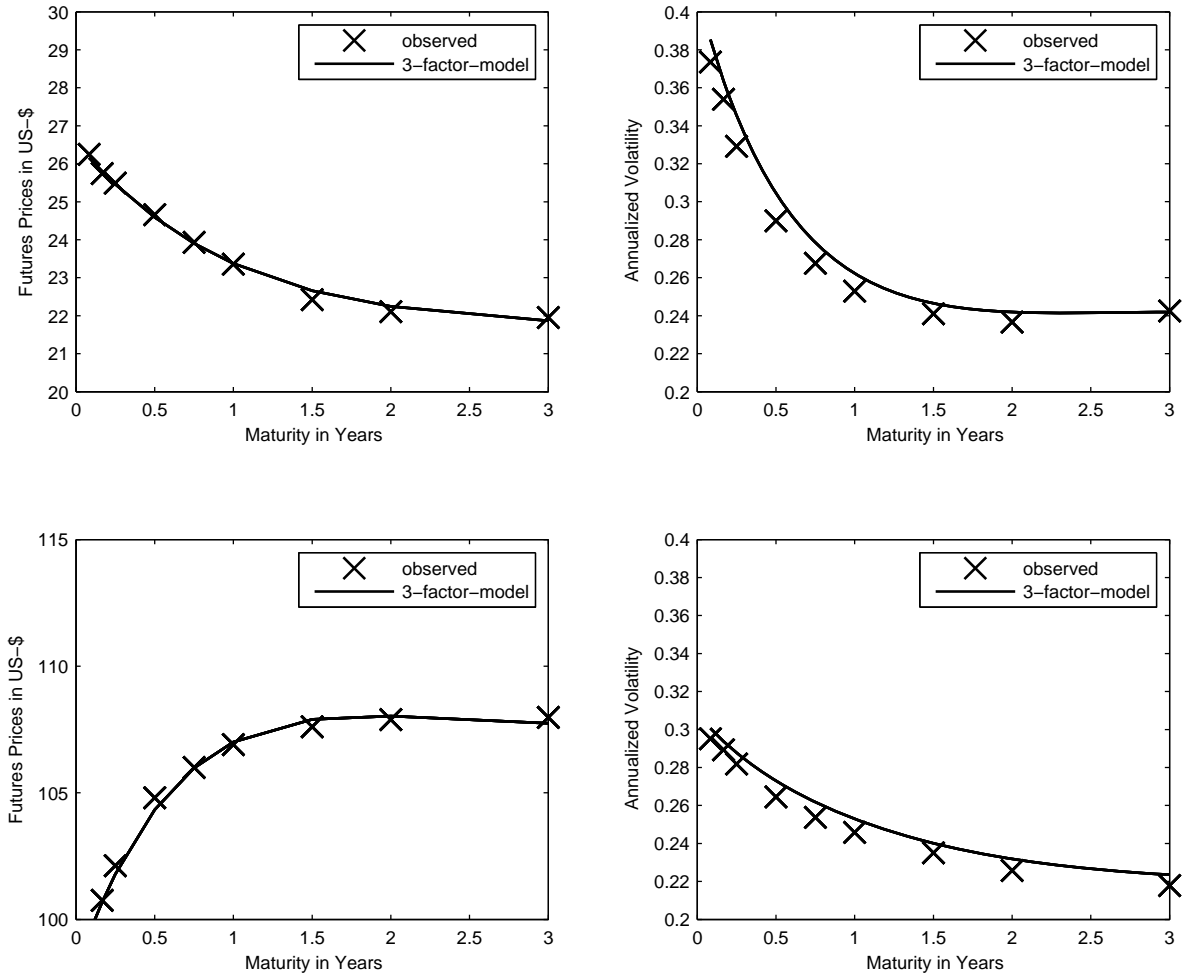 30
29
28
27
26
25
24
23
22
21
20
Futures Prices in US−$
observed
3−factor−model
0 0.5 1 1.5 2 2.5 3
Maturity in Years
0.4
0.38
0.36
0.34
0.32
0.3
0.28
0.26
0.24
0.22
0.2
Annualized Volatility
observed
3−factor−model
0 0.5 1 1.5 2 2.5 3
Maturity in Years
115
110
105
100
Futures Prices in US−$
observed
3−factor−model
0 0.5 1 1.5 2 2.5 3
Maturity in Years
0.4
0.38
0.36
0.34
0.32
0.3
0.28
0.26
0.24
0.22
0.2
Annualized Volatility
observed
3−factor−model
0 0.5 1 1.5 2 2.5 3
Maturity in Years